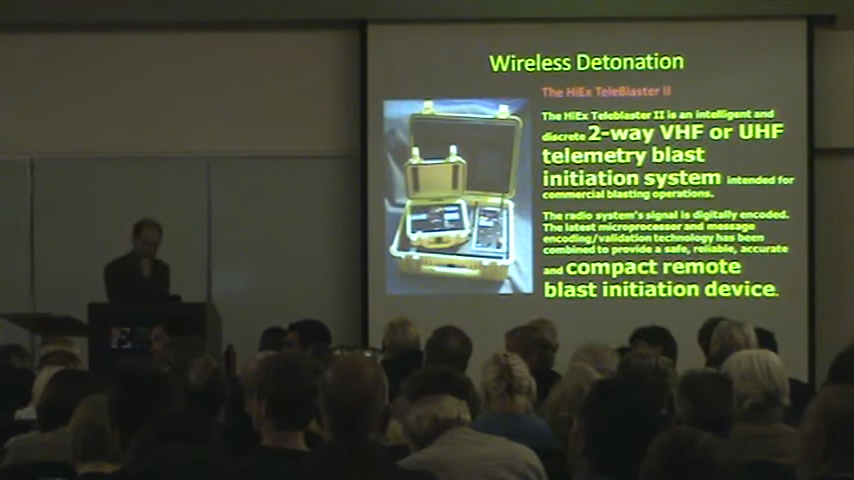 Wireless Detonation
The HiEx TeleBlaster II
The HiEx Teleblaster II is an intelligent and
discrete 2-way VHF or UHF
telemetry blast
initiation system intended for
commercial blasting operations.
The radio system's signal is digitally encoded.
The latest microprocessor and message
encoding/validation technology has been
combined to provide a safe, reliable, accurate
and compact remote
blast initiation device.